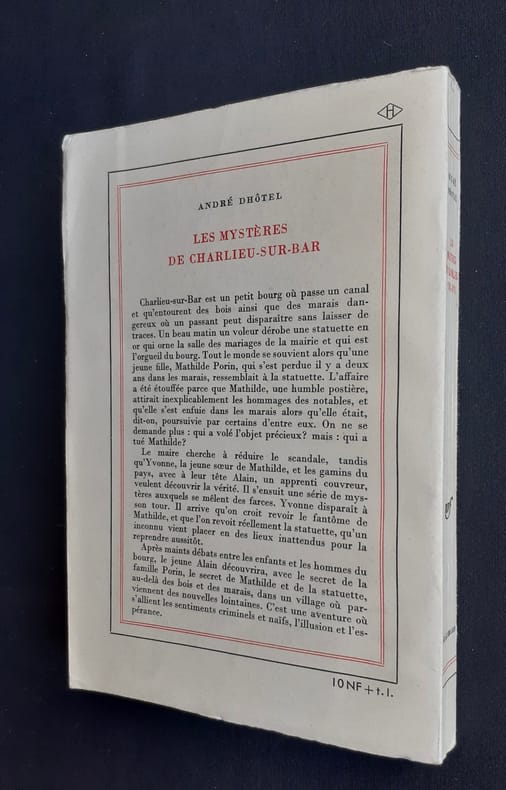 H
ANDRÉ DHÔTEL
LES MYSTÈRES
DE CHARLIEU-SUR-BAR
Charlieu-sur-Bar est un petit bourg où passe un canal
et qu'entourent des bois ainsi que des marais dan-
gereux où un passant peut disparaître sans laisser de
traces. Un beau matin un voleur dérobe une statuette en
or qui orne la salle des mariages de la mairie et qui est
l'orgueil du bourg. Tout le monde se souvient alors qu'une
jeune fille, Mathilde Porin, qui s'est perdue il y a deux
ans dans les marais, ressemblait à la statuette. L'affaire
a été étouffée parce que Mathilde, une humble postière,
attirait inexplicablement les hommages des notables, et
qu'elle s'est enfuie dans les marais alors qu'elle était,
dit-on, poursuivie par certains d'entre eux. On ne se
demande plus : qui a volé l'objet précieux? mais : qui a
tué Mathilde?
Le maire cherche à réduire le scandale, tandis
qu'Yvonne, la jeune sœur de Mathilde, et les gamins du
pays, avec à leur tête Alain, un apprenti couvreur,
veulent découvrir la vérité. Il s'ensuit une série de mys-
tères auxquels se mêlent des farces. Yvonne disparaît à
son tour. Il arrive qu'on croit revoir le fantôme de
Mathilde, et que l'on revoit réellement la statuette, qu'un
inconnu vient placer en des lieux inattendus pour la
reprendre aussitôt.
Après maints débats entre les enfants et les hommes du
bourg, le jeune Alain découvrira, avec le secret de la
famille Porin, le secret de Mathilde et de la statuette,
au-delà des bois et des marais, dans un village où par-
viennent des nouvelles lointaines. C'est une aventure où
s'allient les sentiments criminels et naïfs, l'illusion et l'es-
pérance.
10 NF + t. l.
nrf